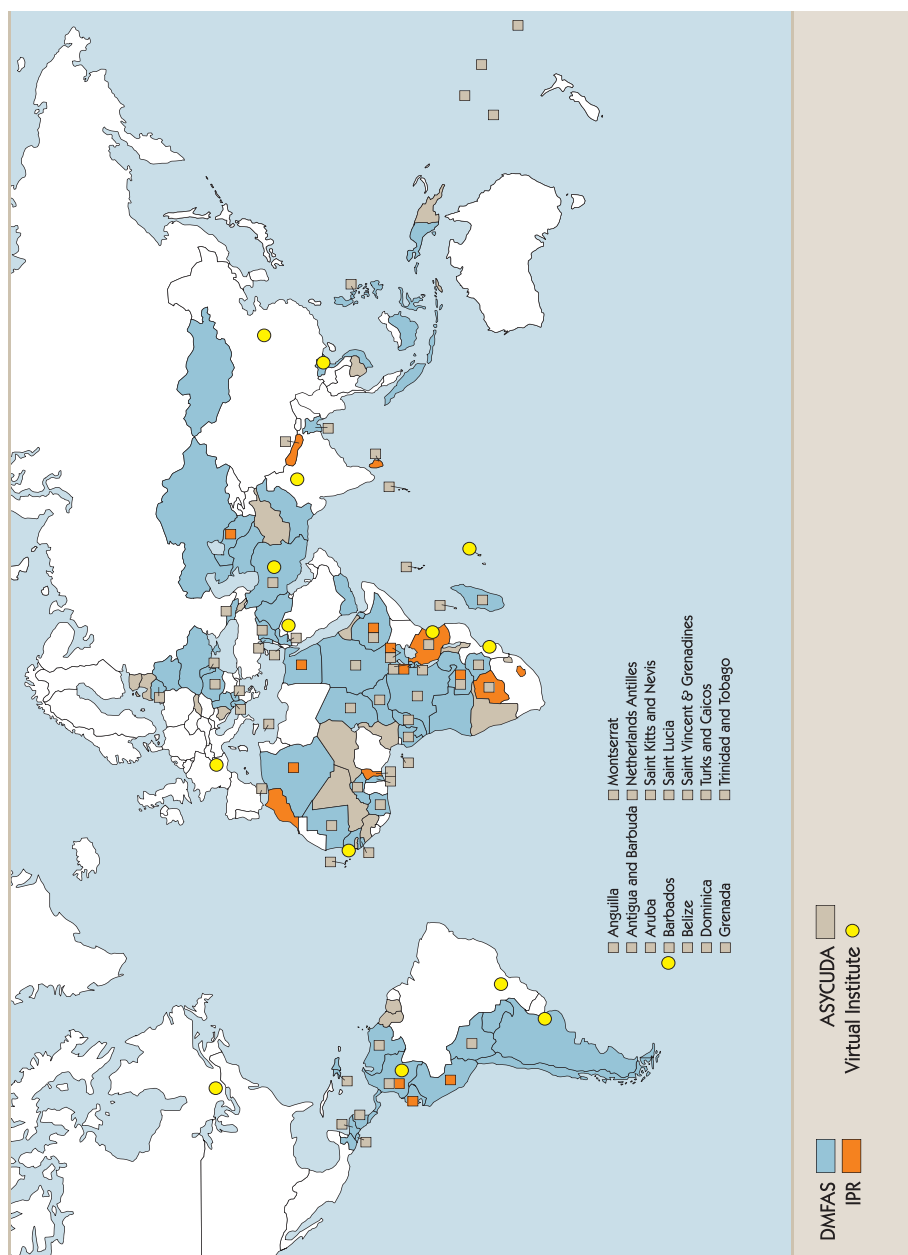 Anguilla
Antigua and Barbuda
Aruba
Barbados
Belize
Dominica
Grenada
Montserrat
Netherlands Antilles
Saint Kitts and Nevis
Saint Lucia
Saint Vincent & Grenadines
Turks and Caicos
Trinidad and Tobago
DMFAS
IPR
ASYCUDA
Virtual Institute